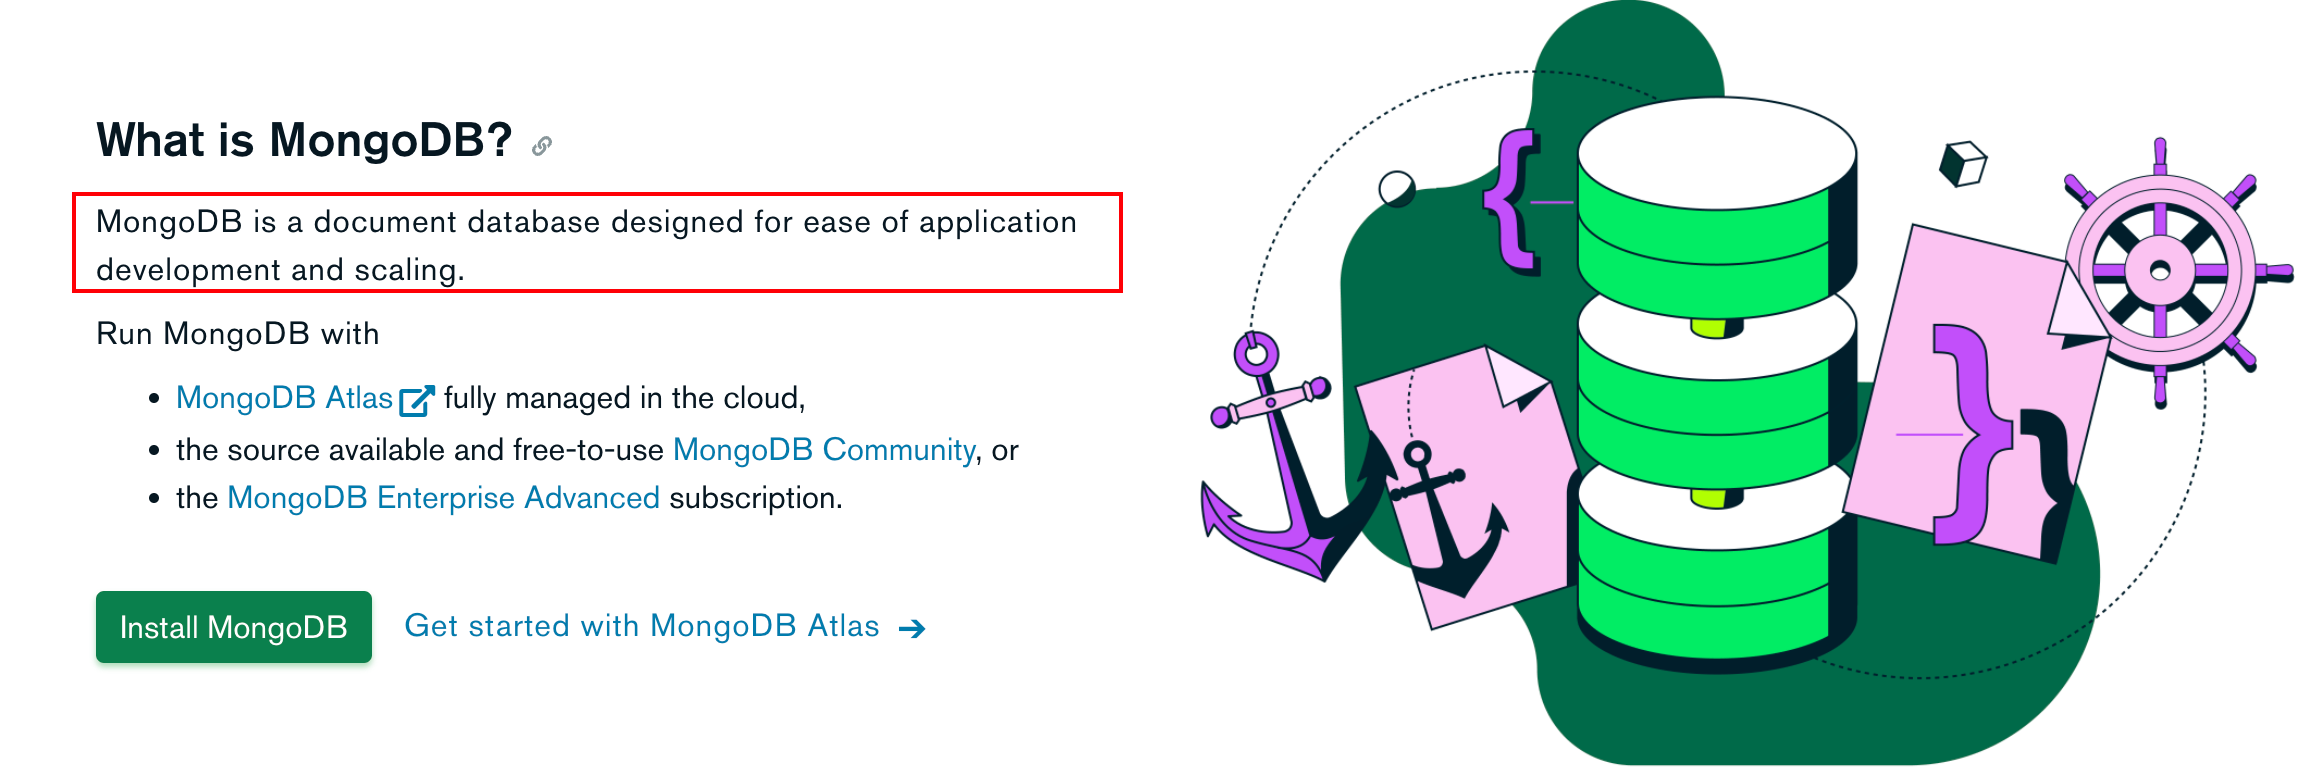 What is MongoDB?
MongoDB is a document database designed for ease of application
development and scaling.
Run MongoDB with
• MongoDB Atlas fully managed in the cloud,
• the source available and free-to-use MongoDB Community, or
• the MongoDB Enterprise Advanced subscription.
Install MongoDB
Get started with MongoDB Atlas →